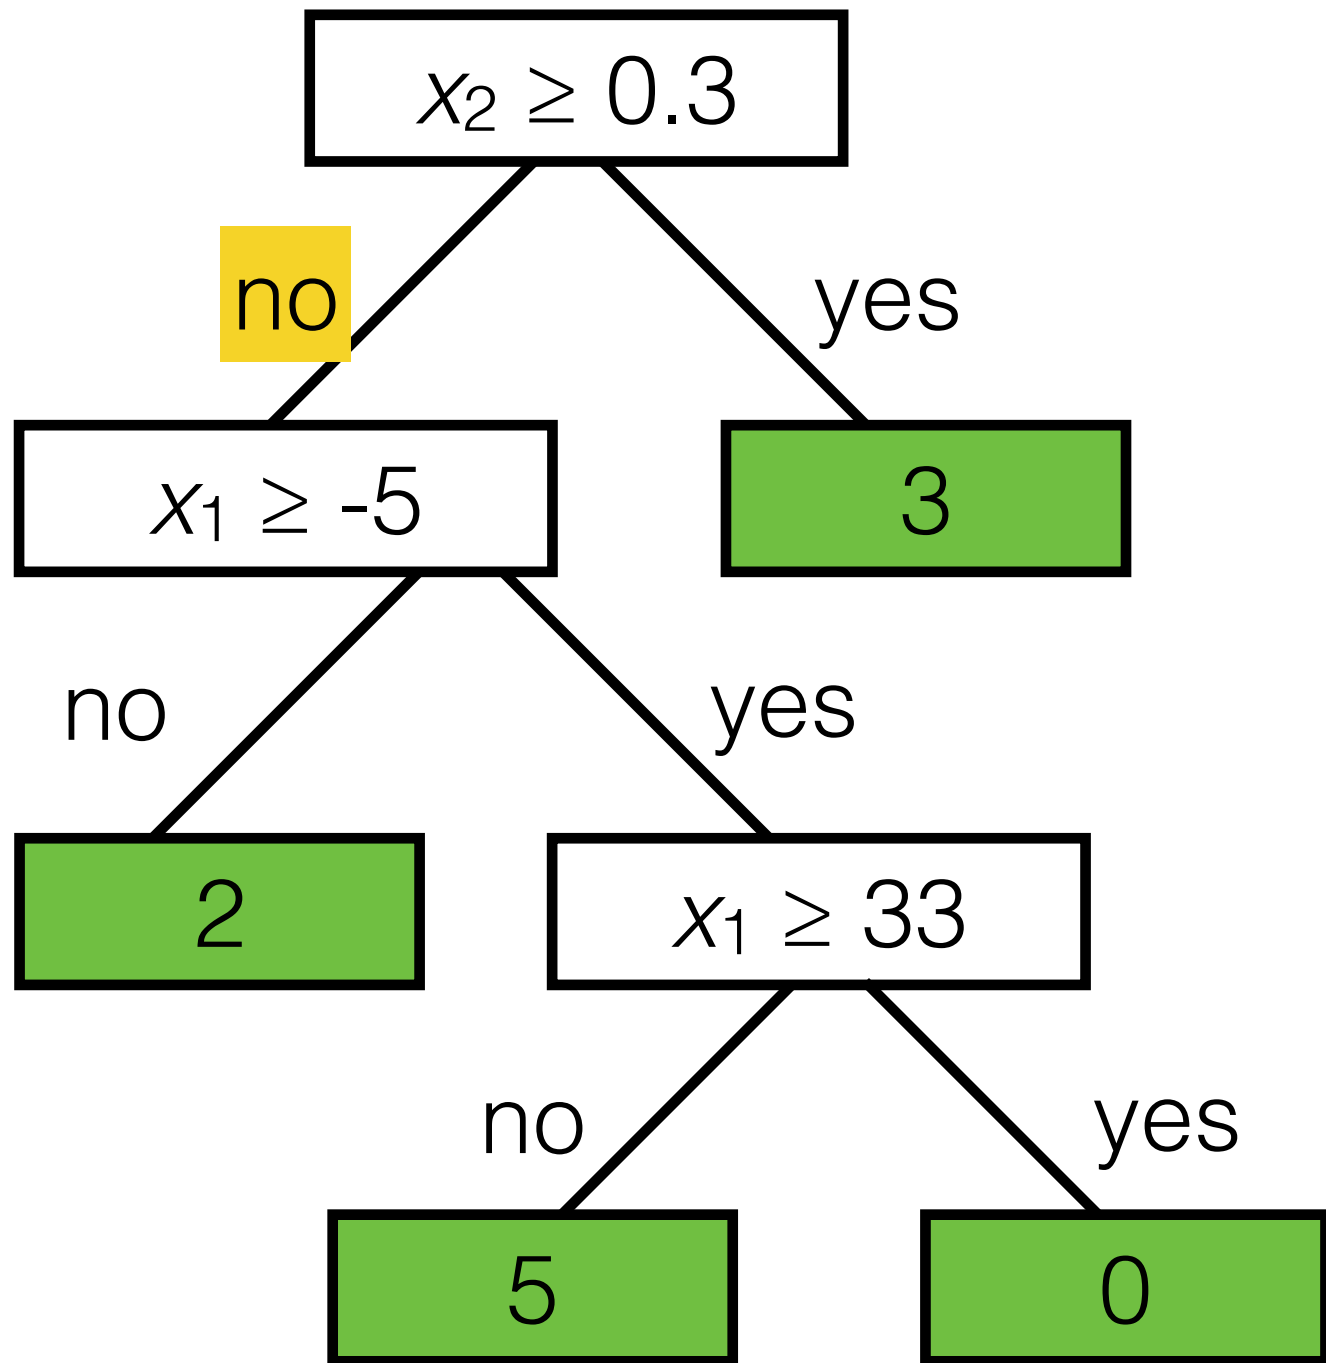 x₂ ≥ 0.3
no
yes
x₁ ≥ -5
3
no
yes
2
x₁ ≥ 33
no
yes
5
0